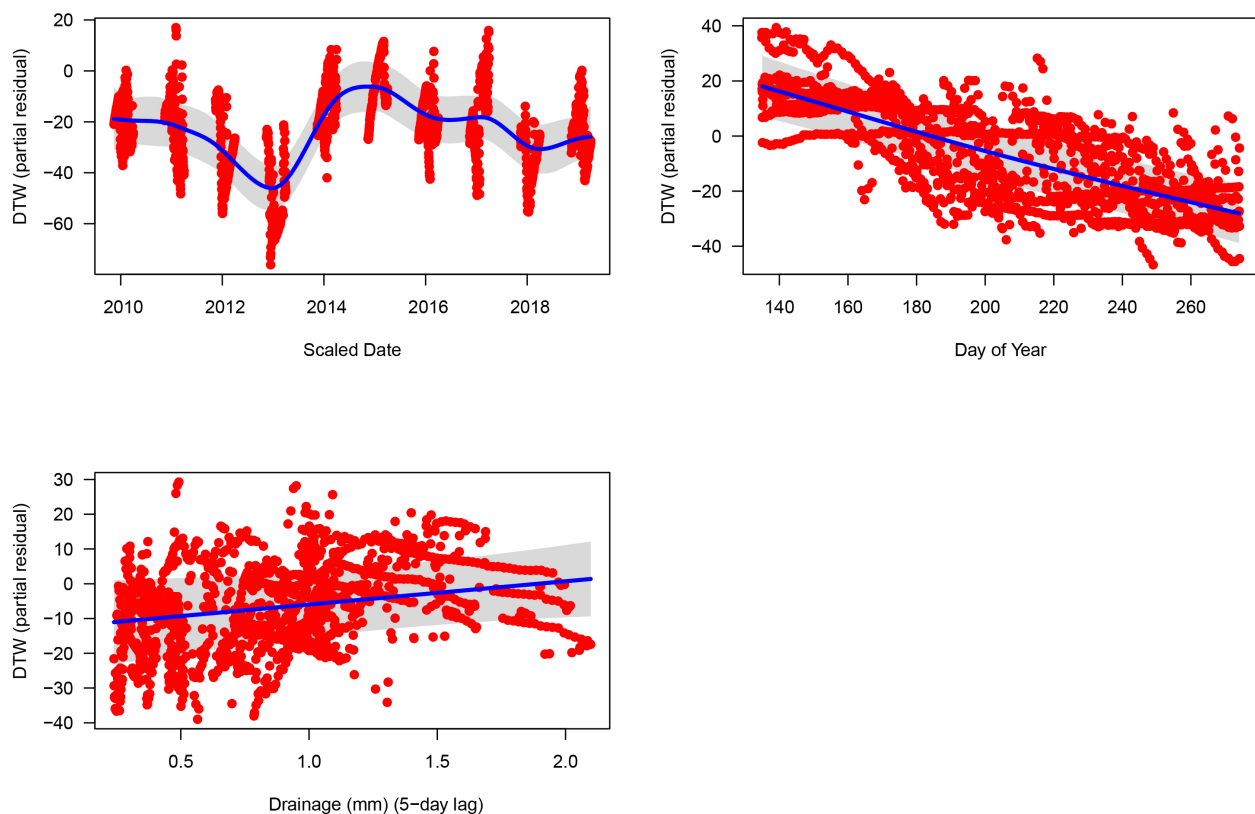 20
0
−20
−40
−60
DTW (partial residual)
2010 2012 2014 2016 2018
Scaled Date
40
20
0
−20
−40
DTW (partial residual)
140 160 180 200 220 240 260
Day of Year
30
20
10
0
−10
−20
−30
−40
DTW (partial residual)
0.5 1.0 1.5 2.0
Drainage (mm) (5−day lag)